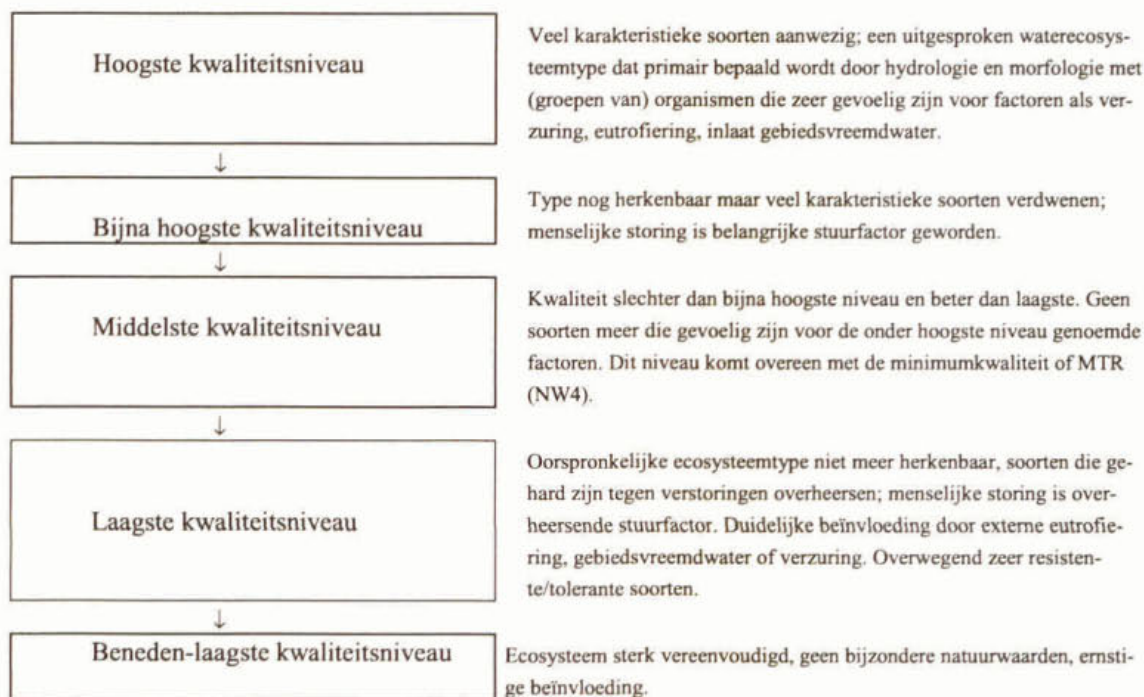 Hoogste kwaliteitsniveau
Veel karakteristieke soorten aanwezig; een uitgesproken waterecosys-
teemtype dat primair bepaald wordt door hydrologie en morfologie met
(groepen van) organismen die zeer gevoelig zijn voor factoren als ver-
zuring, eutrofiering, inlaat gebiedsvreemdwater.
↓
Bijna hoogste kwaliteitsniveau
Type nog herkenbaar maar veel karakteristieke soorten verdwenen;
menselijke storing is belangrijke stuurfactor geworden.
↓
Middelste kwaliteitsniveau
Kwaliteit slechter dan bijna hoogste niveau en beter dan laagste. Geen
soorten meer die gevoelig zijn voor de onder hoogste niveau genoemde
factoren. Dit niveau komt overeen met de minimumkwaliteit of MTR
(NW4).
↓
Laagste kwaliteitsniveau
Oorspronkelijke ecosysteemtype niet meer herkenbaar, soorten die ge-
hard zijn tegen verstoringen overheersen; menselijke storing is over-
heersende stuurfactor. Duidelijke beïnvloeding door externe eutrofie-
ring, gebiedsvreemdwater of verzuring. Overwegend zeer resisten-
te/tolerante soorten.
↓
Beneden-laagste kwaliteitsniveau
Ecosysteem sterk vereenvoudigd, geen bijzondere natuurwaarden, ernsti-
ge beïnvloeding.